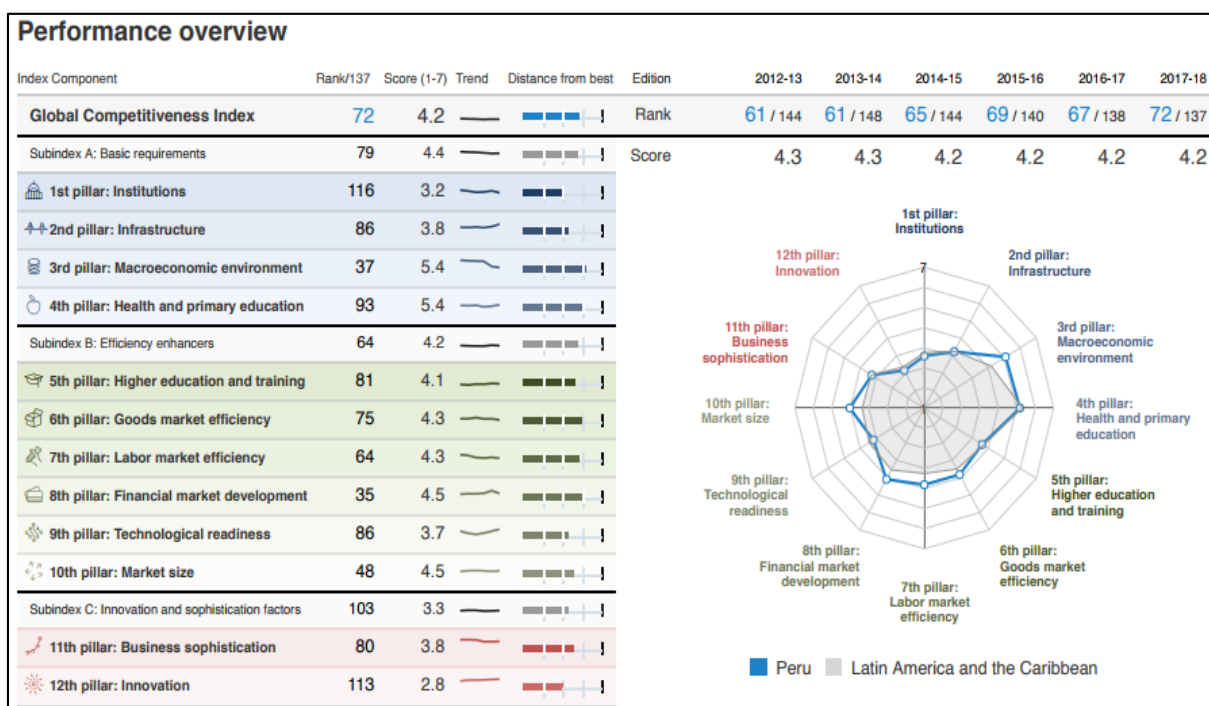 Performance overview
Index Component Rank/137 Score (1-7) Trend Distance from best Edition 2012-13 2013-14 2014-15 2015-16 2016-17 2017-18
Global Competitiveness Index 72 4.2 Rank 61 / 144 61 / 148 65 / 144 69 / 140 67 / 138 72 / 137
Subindex A: Basic requirements 79 4.4 Score 4.3 4.3 4.2 4.2 4.2 4.2
1st pillar: Institutions 116 3.2
2nd pillar: Infrastructure 86 3.8
3rd pillar: Macroeconomic environment 37 5.4
4th pillar: Health and primary education 93 5.4
Subindex B: Efficiency enhancers 64 4.2
5th pillar: Higher education and training 81 4.1
6th pillar: Goods market efficiency 75 4.3
7th pillar: Labor market efficiency 64 4.3
8th pillar: Financial market development 35 4.5
9th pillar: Technological readiness 86 3.7
10th pillar: Market size 48 4.5
Subindex C: Innovation and sophistication factors 103 3.3
11th pillar: Business sophistication 80 3.8
12th pillar: Innovation 113 2.8
1st pillar:
Institutions
2nd pillar:
Infrastructure
3rd pillar:
Macroeconomic
environment
4th pillar:
Health and primary
education
5th pillar:
Higher education
and training
6th pillar:
Goods market
efficiency
7th pillar:
Labor market
efficiency
8th pillar:
Financial market
development
9th pillar:
Technological
readiness
10th pillar:
Market size
11th pillar:
Business
sophistication
12th pillar:
Innovation
7
1
Peru Latin America and the Caribbean